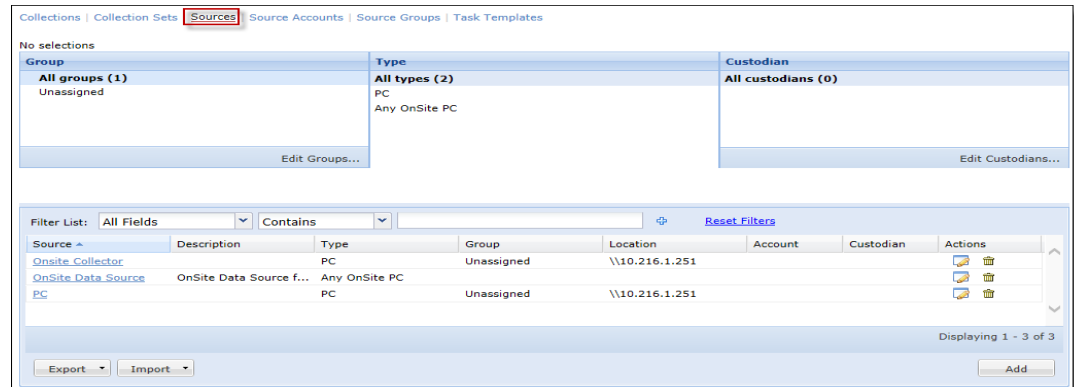 Collections | Collection Sets | Sources | Source Accounts | Source Groups | Task Templates
No selections
Group Type Custodian
All groups (1) All types (2) All custodians (0)
Unassigned PC
Any OnSite PC
Edit Groups... Edit Custodians...
Filter List: All Fields Contains Reset Filters
Source Description Type Group Location Account Custodian Actions
Onsite Collector PC Unassigned \\10.216.1.251
OnSite Data Source OnSite Data Source f... Any OnSite PC
PC PC Unassigned \\10.216.1.251
Displaying 1 - 3 of 3
Export Import Add